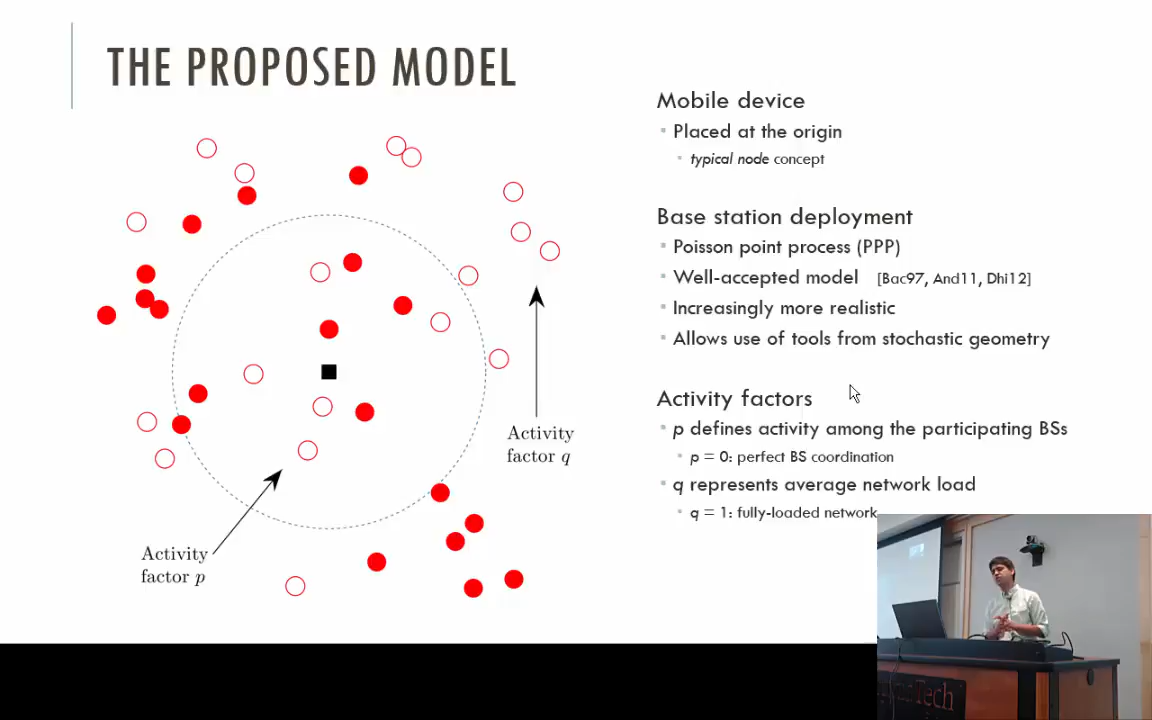 THE PROPOSED MODEL
Activity
factor q
Activity
factor p
Mobile device
Placed at the origin
typical node concept
Base station deployment
Poisson point process (PPP)
Well-accepted model [Bac97, And11, Dhi12]
Increasingly more realistic
Allows use of tools from stochastic geometry
Activity factors
p defines activity among the participating BSs
p = 0: perfect BS coordination
q represents average network load
q = 1: fully-loaded network
Tech